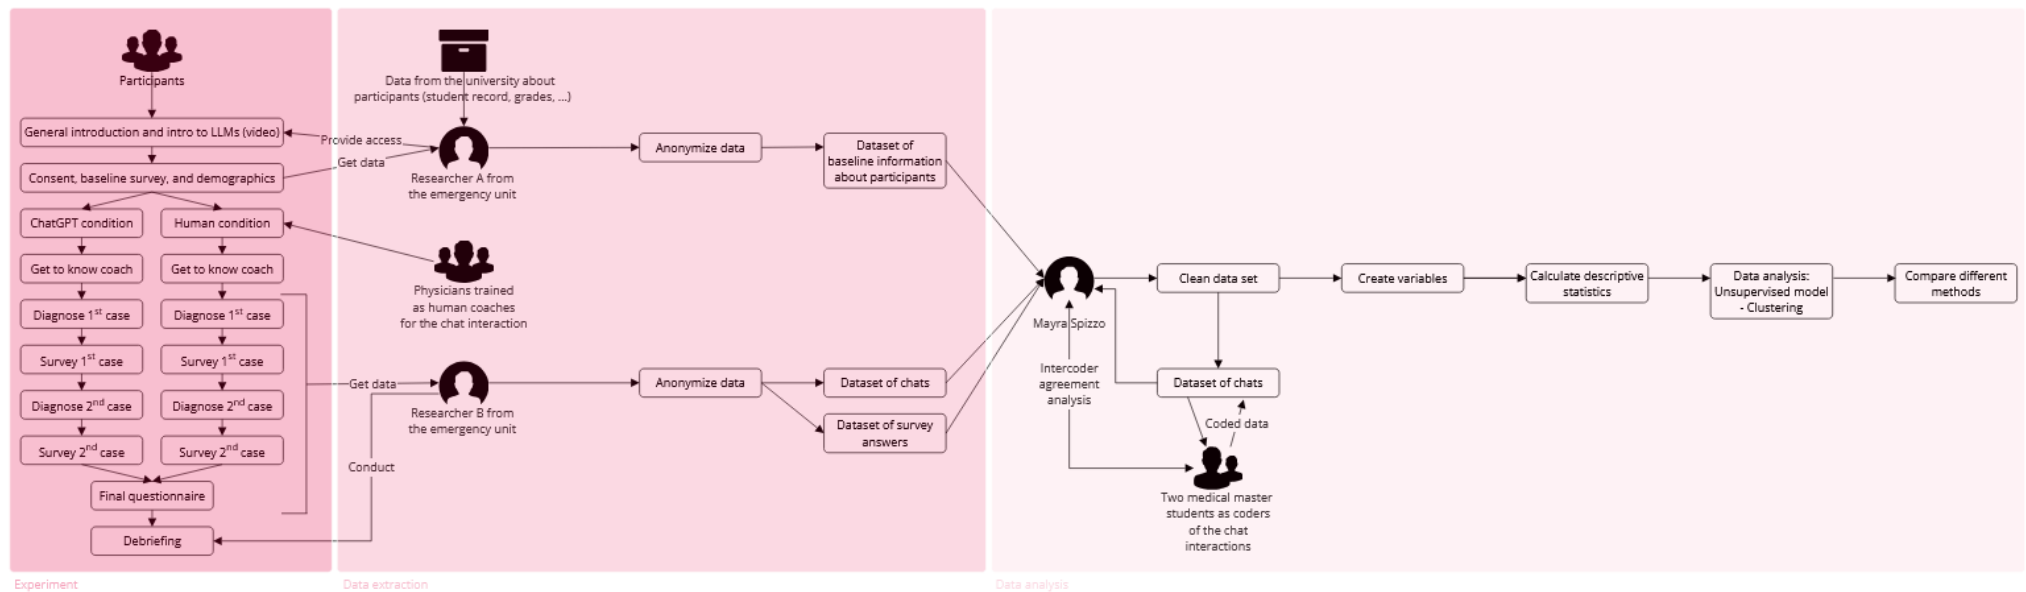 Participants
General introduction and intro to LLMs (video)
Consent, baseline survey, and demographics
ChatGPT condition
Human condition
Get to know coach
Get to know coach
Diagnose 1st case
Diagnose 1st case
Survey 1st case
Survey 1st case
Diagnose 2nd case
Diagnose 2nd case
Survey 2nd case
Survey 2nd case
Final questionnaire
Debriefing
Experiment
Data from the university about
participants (student record, grades, ...)
Provide access
Get data
Researcher A from
the emergency unit
Anonymize data
Dataset of
baseline information
about participants
Physicians trained
as human coaches
for the chat interaction
Get data
Researcher B from
the emergency unit
Conduct
Anonymize data
Dataset of chats
Dataset of survey
answers
Data extraction
Mayra Spizzo
Intercoder
agreement
analysis
Clean data set
Create variables
Calculate descriptive
statistics
Data analysis:
Unsupervised model
- Clustering
Compare different
methods
Dataset of chats
Coded data
Two medical master
students as coders
of the chat
interactions
Data analysis